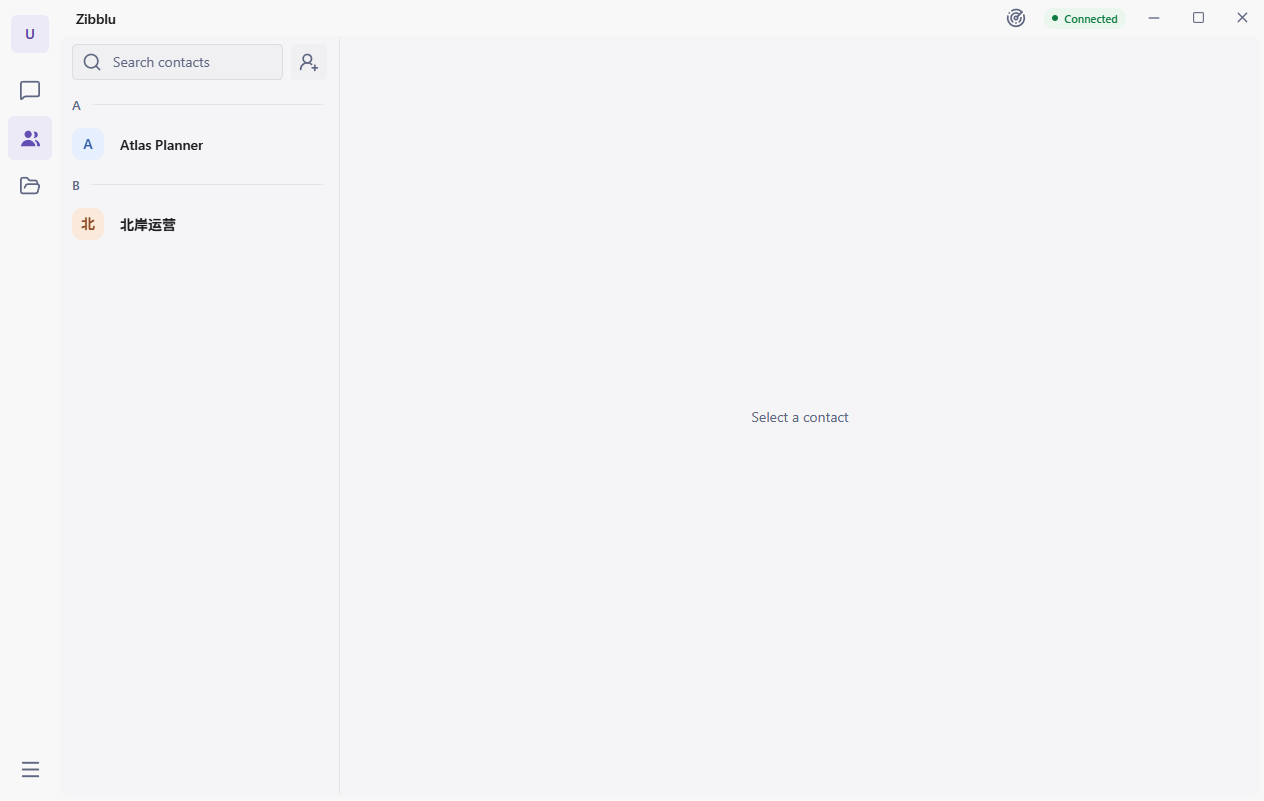 U
Zibblu
Connected
Search contacts
A
A Atlas Planner
B
北 北岸运营
Select a contact